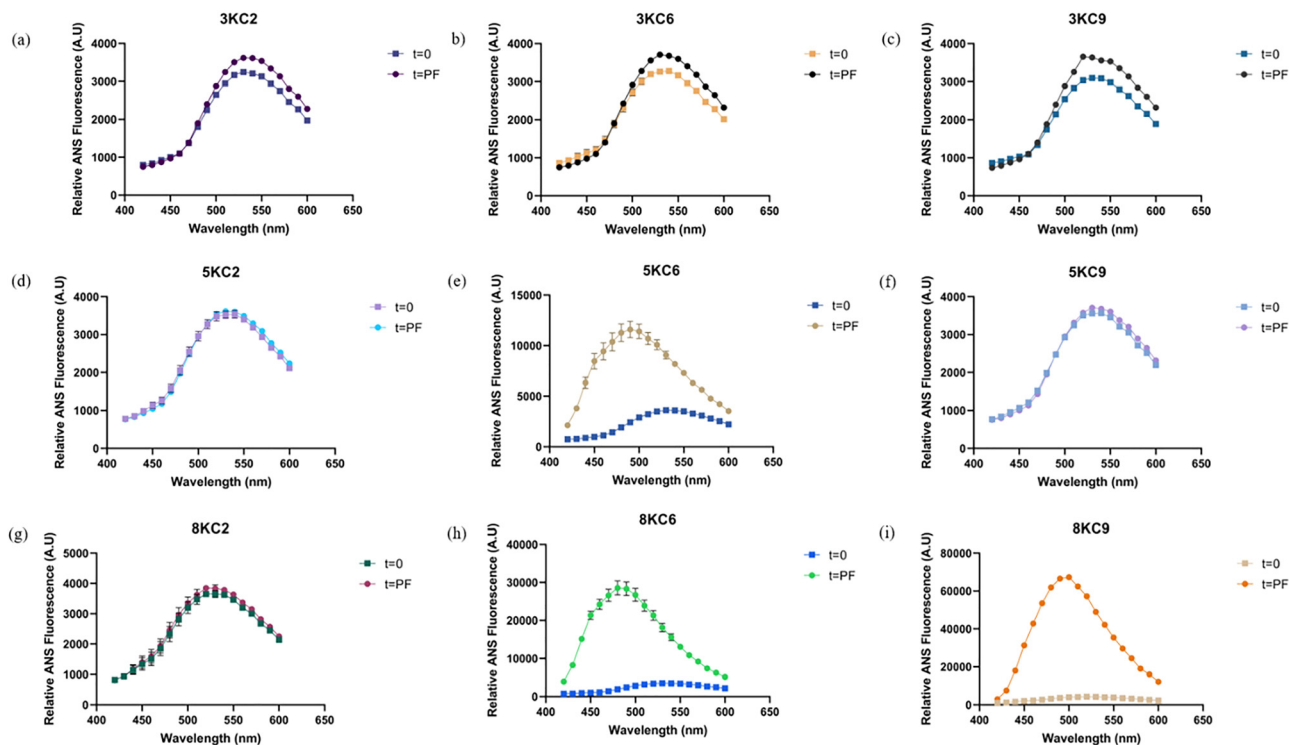 (a)
3KC2
Relative ANS Fluorescence (A.U)
4000
3000
2000
1000
0
400 450 500 550 600 650
Wavelength (nm)
t=0
t=PF
b)
3KC6
Relative ANS Fluorescence (A.U)
4000
3000
2000
1000
0
400 450 500 550 600 650
Wavelength (nm)
t=0
t=PF
(c)
3KC9
Relative ANS Fluorescence (A.U)
4000
3000
2000
1000
0
400 450 500 550 600 650
Wavelength (nm)
t=0
t=PF
(d)
5KC2
Relative ANS Fluorescence (A.U)
4000
3000
2000
1000
0
400 450 500 550 600 650
Wavelength (nm)
t=0
t=PF
(e)
5KC6
Relative ANS Fluorescence (A.U)
15000
10000
5000
0
400 450 500 550 600 650
Wavelength (nm)
t=0
t=PF
(f)
5KC9
Relative ANS Fluorescence (A.U)
4000
3000
2000
1000
0
400 450 500 550 600 650
Wavelength (nm)
t=0
t=PF
(g)
8KC2
Relative ANS Fluorescence (A.U)
5000
4000
3000
2000
1000
0
400 450 500 550 600 650
Wavelength (nm)
t=0
t=PF
(h)
8KC6
Relative ANS Fluorescence (A.U)
40000
30000
20000
10000
0
400 450 500 550 600 650
Wavelength (nm)
t=0
t=PF
(i)
8KC9
Relative ANS Fluorescence (A.U)
80000
60000
40000
20000
0
400 450 500 550 600 650
Wavelength (nm)
t=0
t=PF